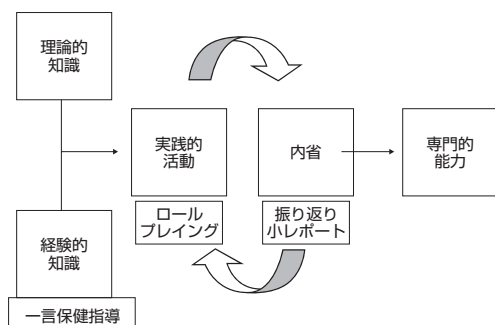 理論的
知識
実践的
活動
内省
専門的
能力
ロール
プレイング
振り返り
小レポート
経験的
知識
一言保健指導